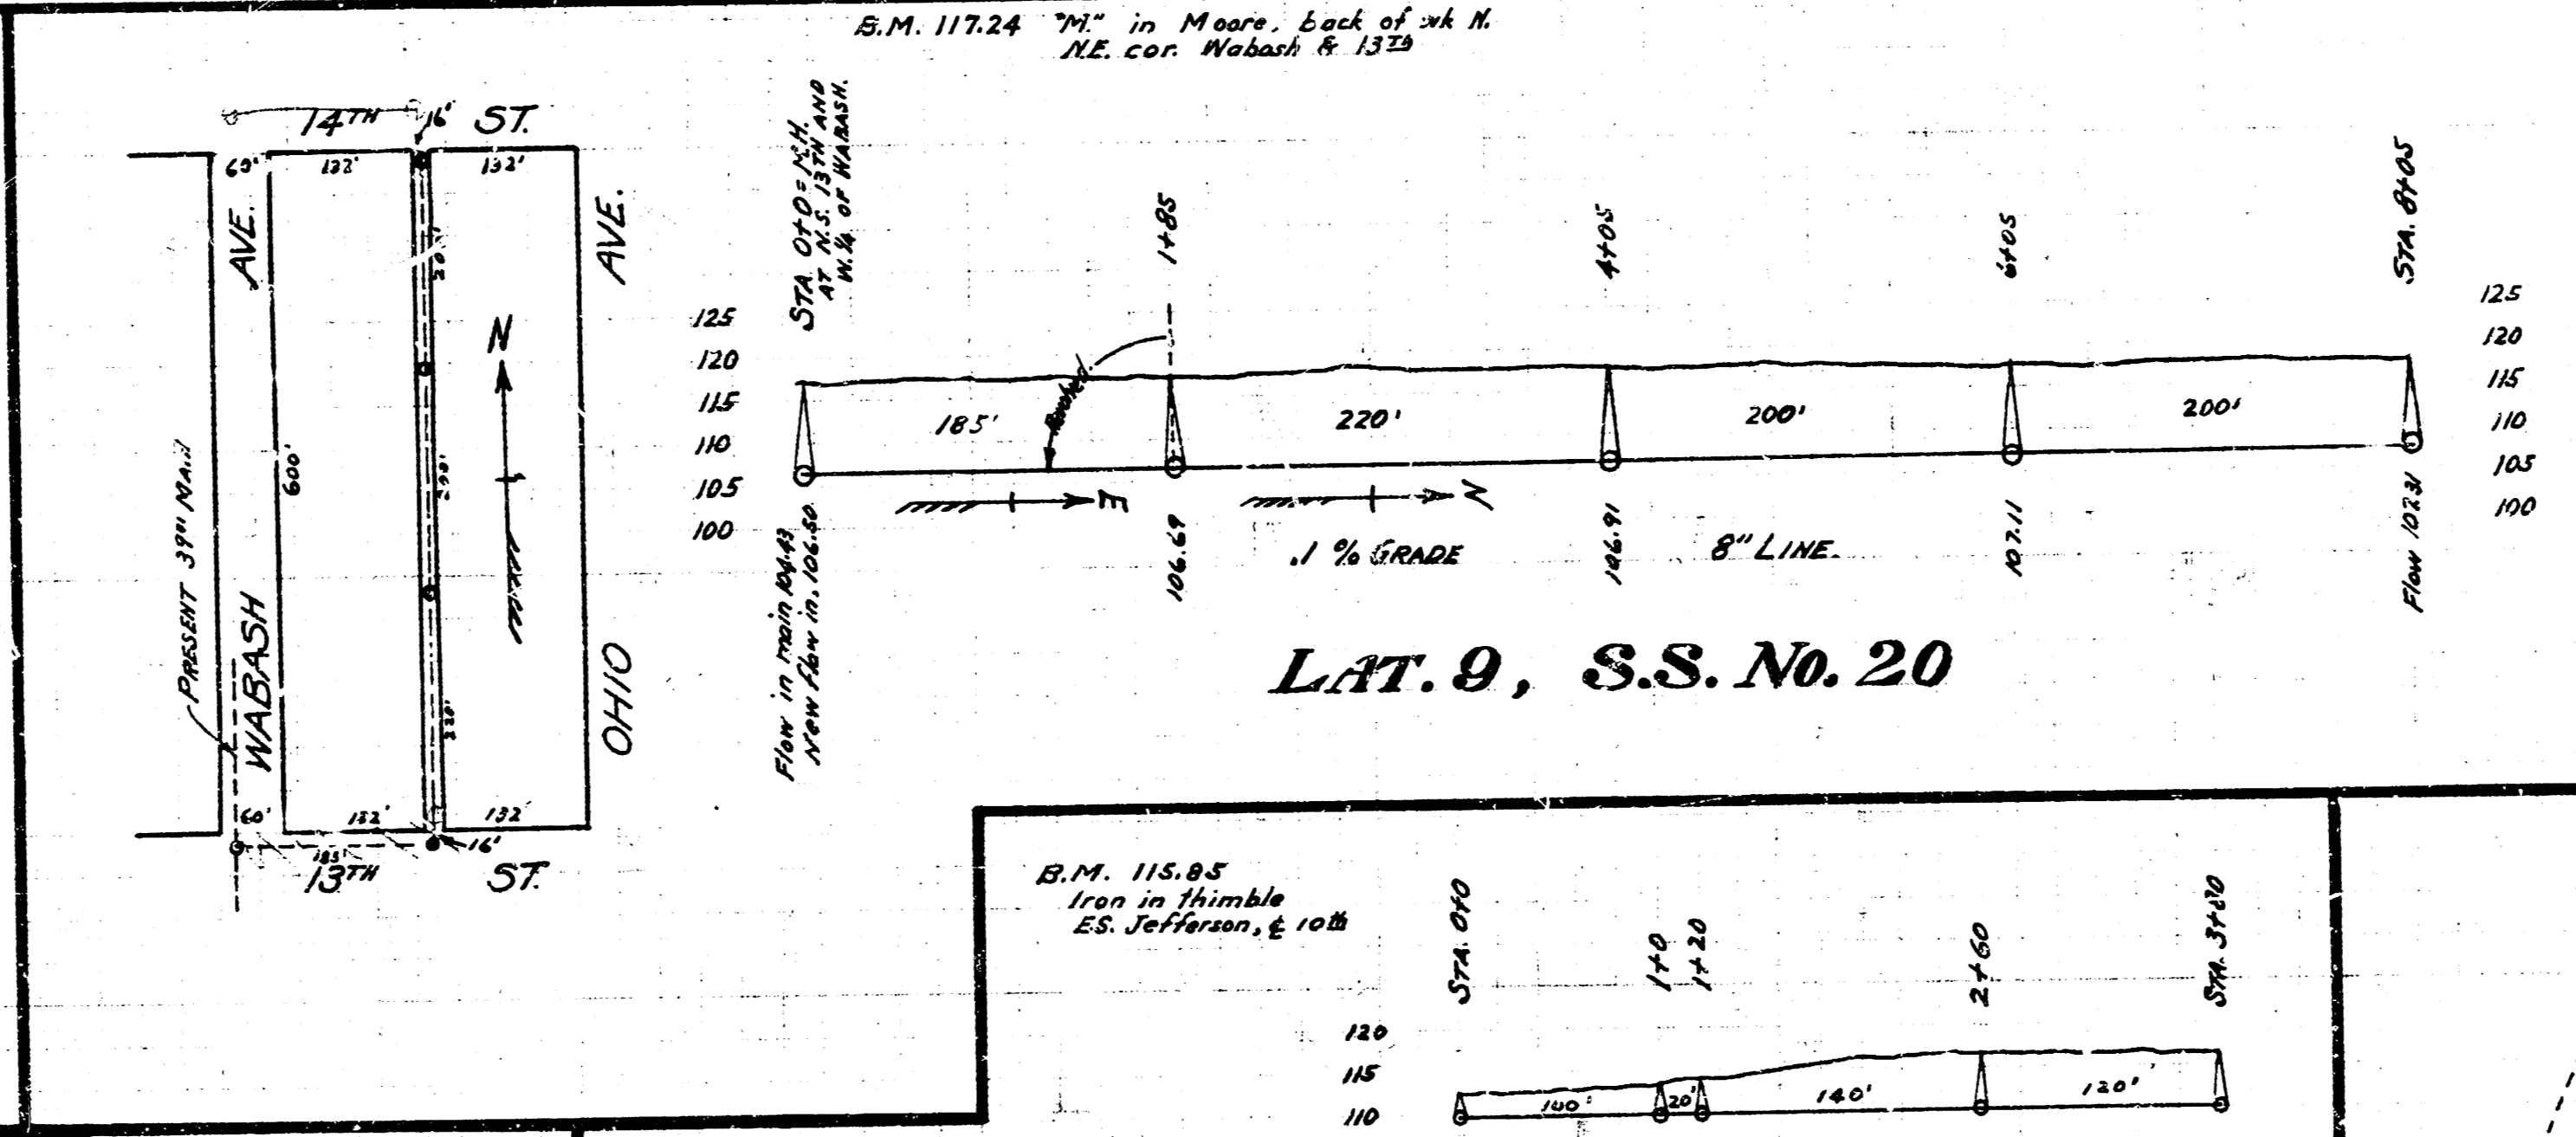 B.M. 117.24 "M." in Moore, back of wk N.
N.E. cor. Wabash & 13TH
14TH ST.
16'
60' 132' 132'
AVE.
AVE.
N
PRESENT 39" MAIN
600'
200'
220'
WABASH
OHIO
60' 132' 132'
16'
185'
13TH ST.
STA. 0+0 = M.H.
AT N.S. 13TH AND
W. 1/4 OF WABASH.
1+85
4+05
6+05
STA. 8+05
125
120
115
110
105
100
185'
220'
200'
200'
125
120
115
110
105
100
E
N
Flow in main 104.43
New Flow in, 106.50
106.69
.1 % GRADE
106.91
8" LINE.
107.11
Flow 107.31
LAT. 9, S.S. No. 20
B.M. 115.85
Iron in thimble
E.S. Jefferson, ℄ 10th
STA. 0+0
1+0
1+20
2+60
STA. 3+80
120
115
110
100'
20'
140'
120'